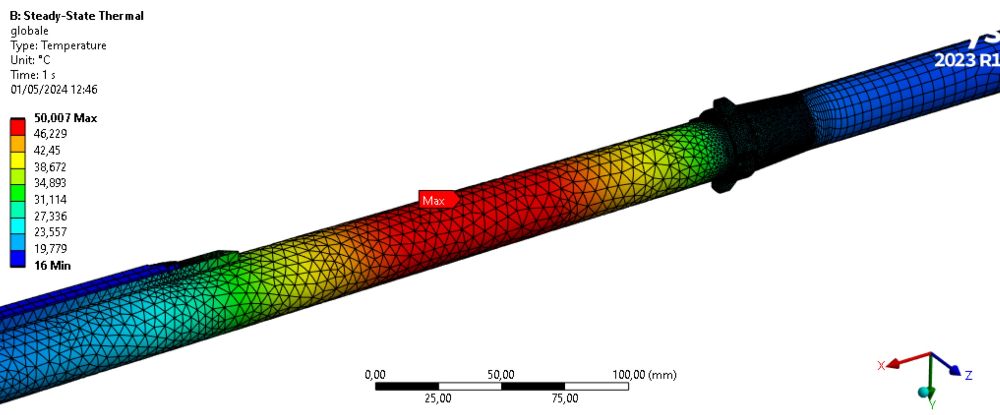 B: Steady-State Thermal
globale
Type: Temperature
Unit: °C
Time: 1 s
01/05/2024 12:46
50,007 Max
46,229
42,45
38,672
34,893
31,114
27,336
23,557
19,779
16 Min
2023 R1
Max
0,00 50,00 100,00 (mm)
25,00 75,00
X
Z
Y